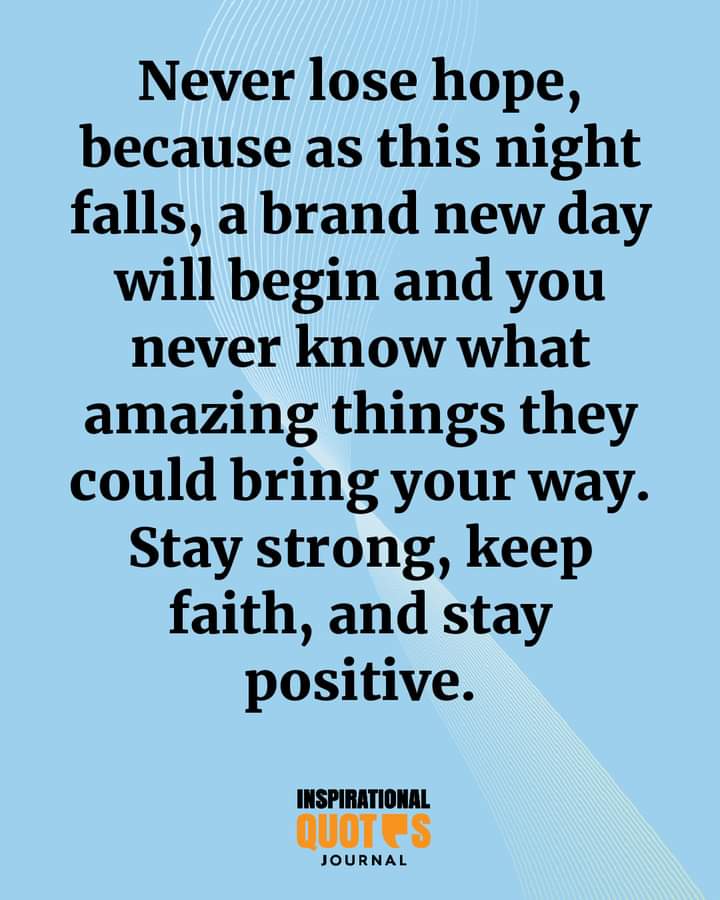 Never lose hope,
because as this night
falls, a brand new day
will begin and you
never know what
amazing things they
could bring your way.
Stay strong, keep
faith, and stay
positive.
INSPIRATIONAL
QUOTES
JOURNAL